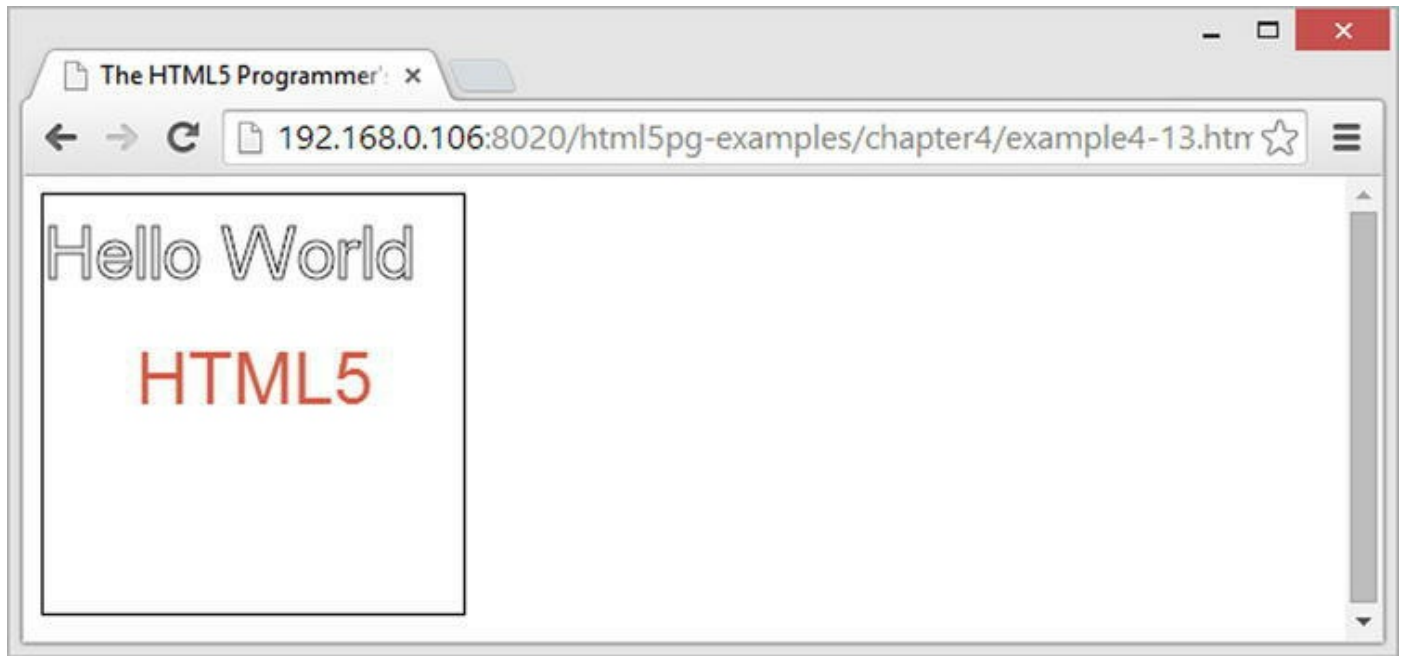 The HTML5 Programmer's
192.168.0.106:8020/html5pg-examples/chapter4/example4-13.htm
Hello World
HTML5